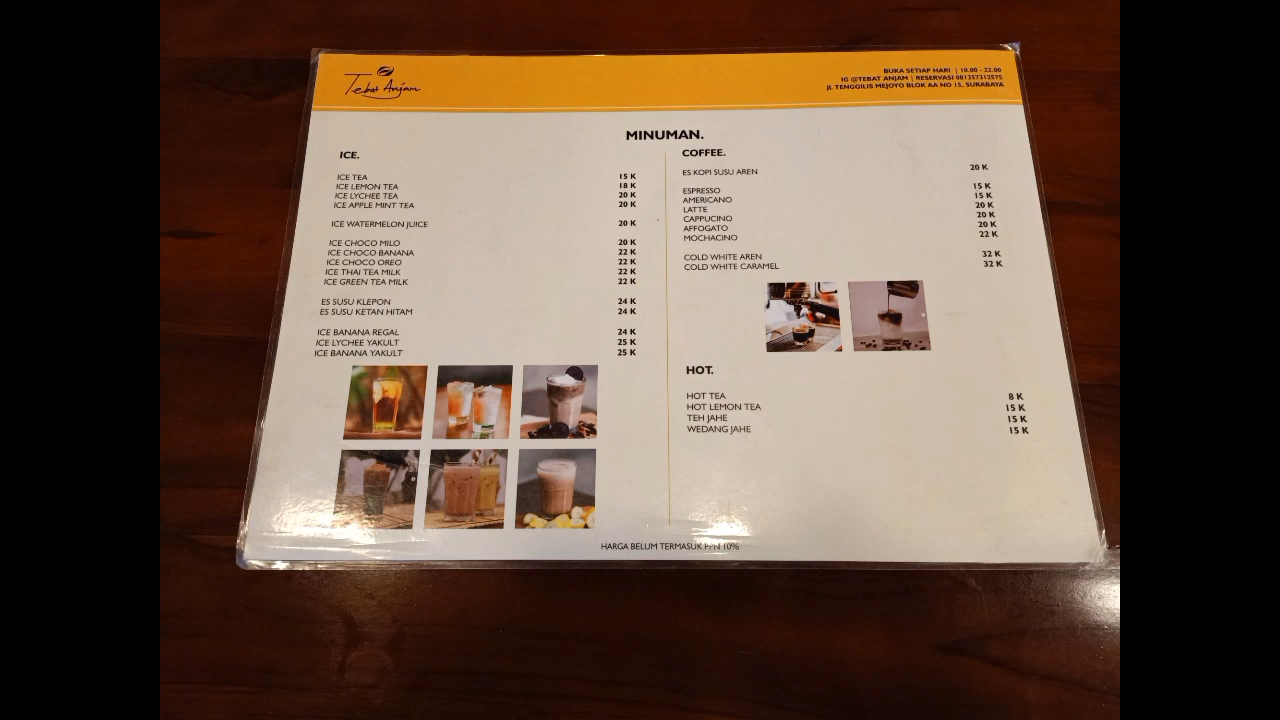 Tebat Anjam
BUKA SETIAP HARI | 10.00 - 22.00
IG @TEBAT ANJAM | RESERVASI 081357312575
JL TENGGILIS MEJOYO BLOK AA NO 15, SURABAYA
MINUMAN.
ICE.
ICE TEA 15 K
ICE LEMON TEA 18 K
ICE LYCHEE TEA 20 K
ICE APPLE MINT TEA 20 K
ICE WATERMELON JUICE 20 K
ICE CHOCO MILO 20 K
ICE CHOCO BANANA 22 K
ICE CHOCO OREO 22 K
ICE THAI TEA MILK 22 K
ICE GREEN TEA MILK 22 K
ES SUSU KLEPON 24 K
ES SUSU KETAN HITAM 24 K
ICE BANANA REGAL 24 K
ICE LYCHEE YAKULT 25 K
ICE BANANA YAKULT 25 K
COFFEE.
ES KOPI SUSU AREN 20 K
ESPRESSO 15 K
AMERICANO 15 K
LATTE 20 K
CAPPUCINO 20 K
AFFOGATO 20 K
MOCHACINO 22 K
COLD WHITE AREN 32 K
COLD WHITE CARAMEL 32 K
HOT.
HOT TEA 8 K
HOT LEMON TEA 15 K
TEH JAHE 15 K
WEDANG JAHE 15 K
HARGA BELUM TERMASUK PPN 10%